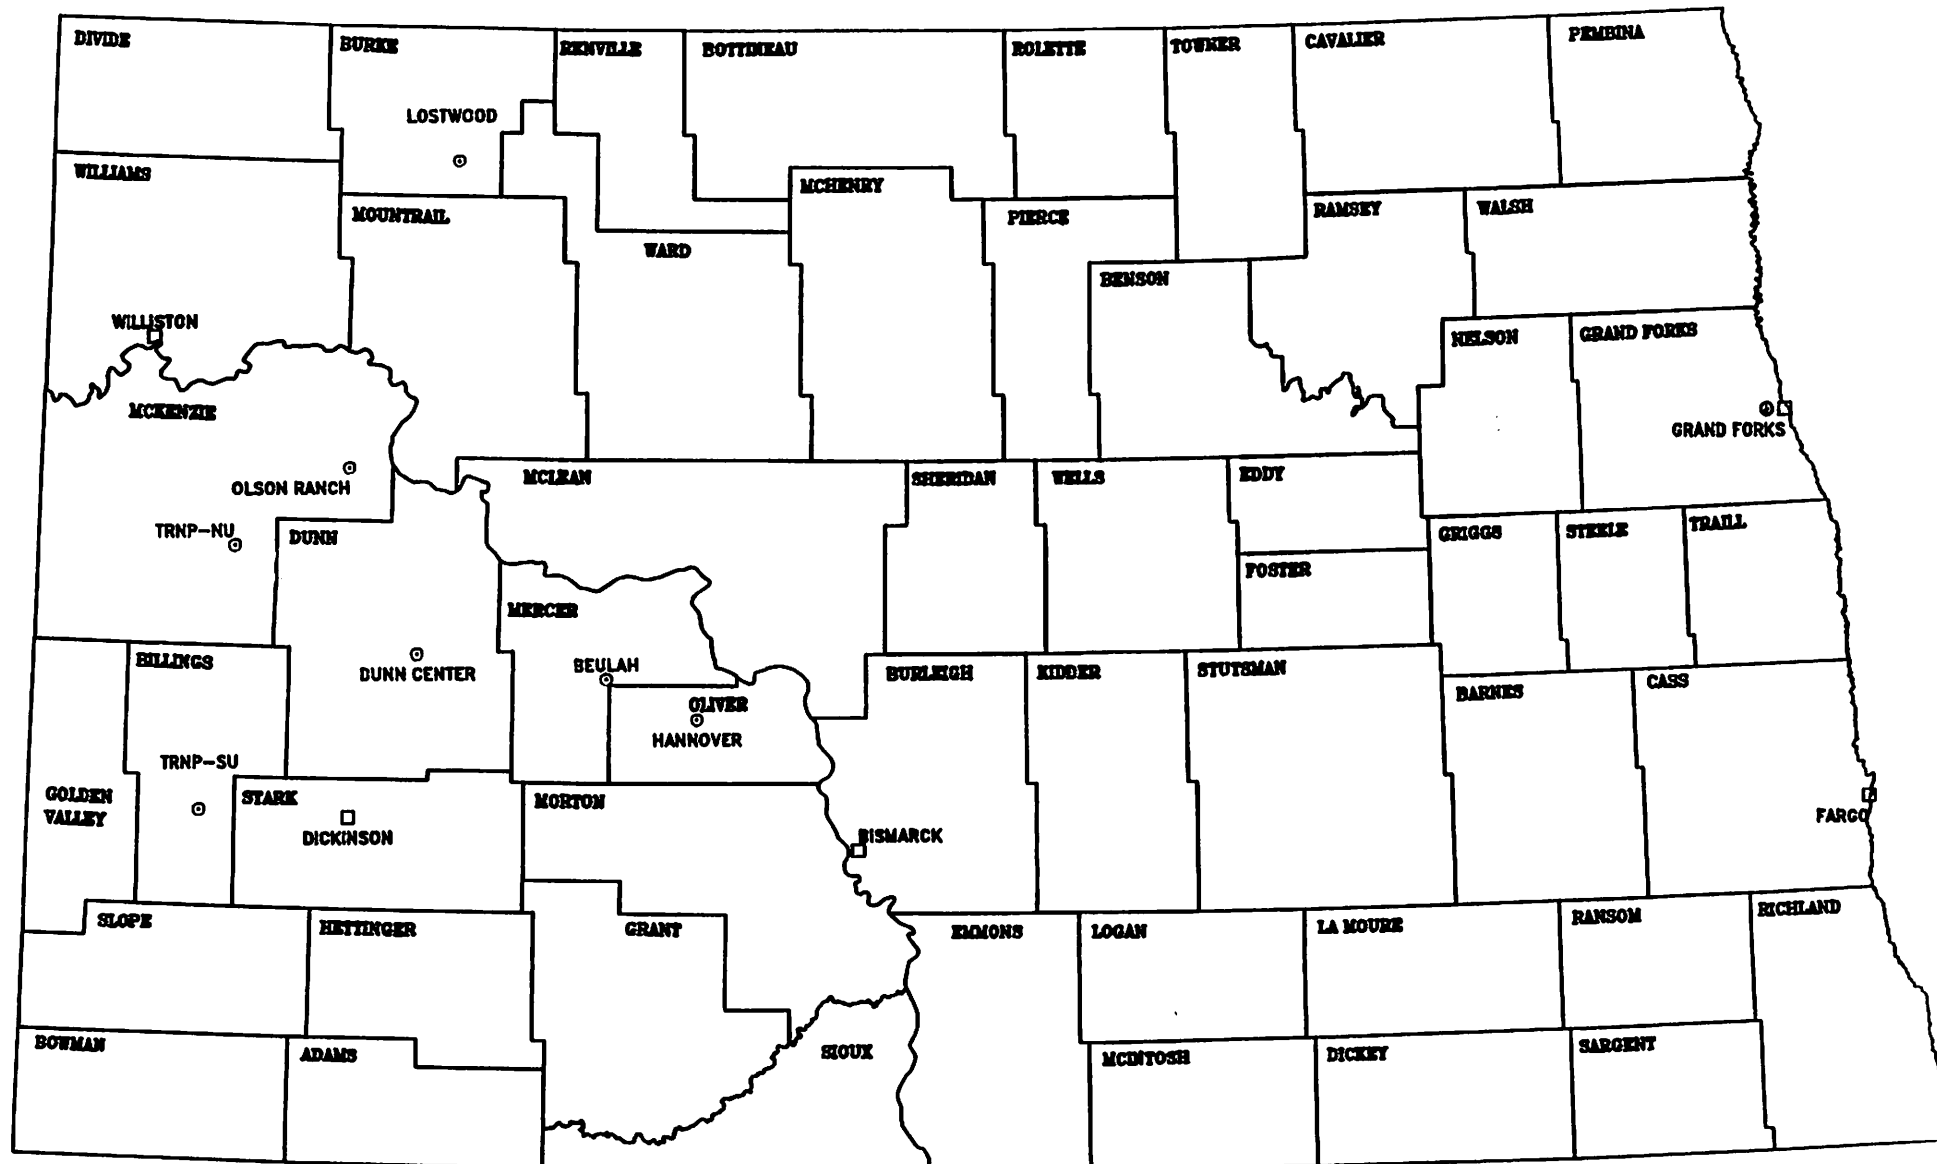 DIVIDE
BURKE
RENVILLE
BOTTINEAU
ROLETTE
TOWNER
CAVALIER
PEMBINA
LOSTWOOD
WILLIAMS
MOUNTRAIL
WARD
MCHENRY
PIERCE
BENSON
RAMSEY
WALSH
WILLISTON
MCKENZIE
NELSON
GRAND FORKS
GRAND FORKS
OLSON RANCH
TRNP-NU
DUNN
MCLEAN
SHERIDAN
WELLS
EDDY
FOSTER
GRIGGS
STEELE
TRAILL
MERCER
BILLINGS
DUNN CENTER
BEULAH
OLIVER
HANNOVER
BURLEIGH
KIDDER
STUTSMAN
BARNES
CASS
TRNP-SU
GOLDEN
VALLEY
STARK
DICKINSON
MORTON
BISMARCK
FARGO
SLOPE
HETTINGER
GRANT
EMMONS
LOGAN
LA MOURE
RANSOM
RICHLAND
BOWMAN
ADAMS
SIOUX
MCINTOSH
DICKEY
SARGENT